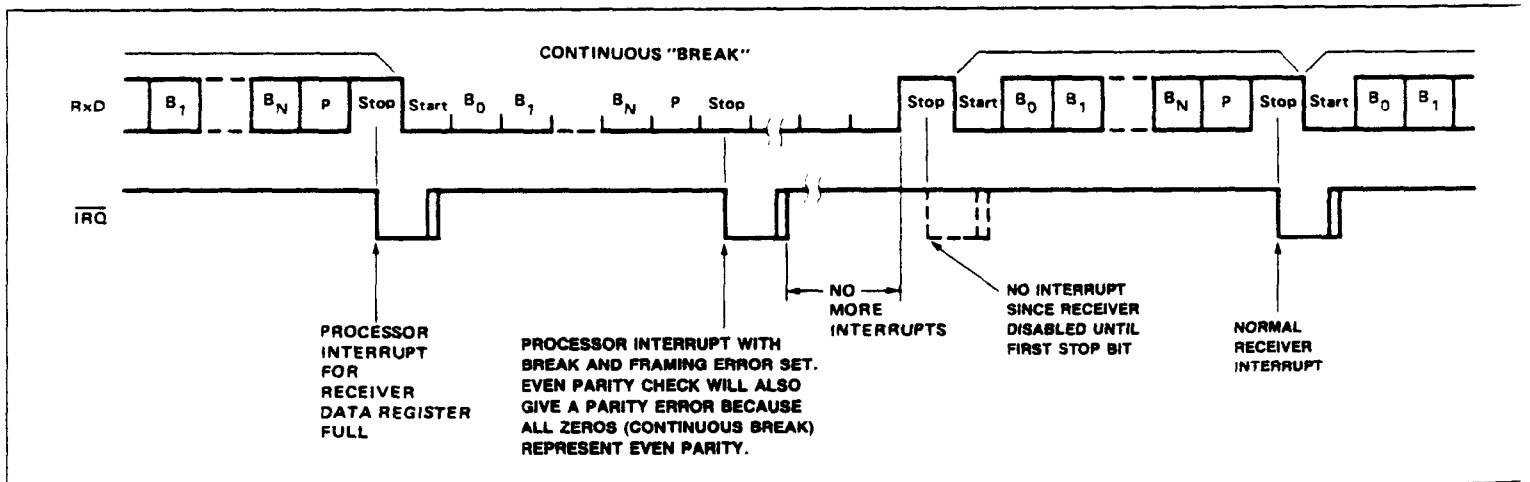 CONTINUOUS "BREAK"
RxD B1 BN P Stop Start B0 B1 BN P Stop Stop Start B0 B1 BN P Stop Start B0 B1
IRQ
PROCESSOR
INTERRUPT
FOR
RECEIVER
DATA REGISTER
FULL
PROCESSOR INTERRUPT WITH
BREAK AND FRAMING ERROR SET.
EVEN PARITY CHECK WILL ALSO
GIVE A PARITY ERROR BECAUSE
ALL ZEROS (CONTINUOUS BREAK)
REPRESENT EVEN PARITY.
NO
MORE
INTERRUPTS
NO INTERRUPT
SINCE RECEIVER
DISABLED UNTIL
FIRST STOP BIT
NORMAL
RECEIVER
INTERRUPT